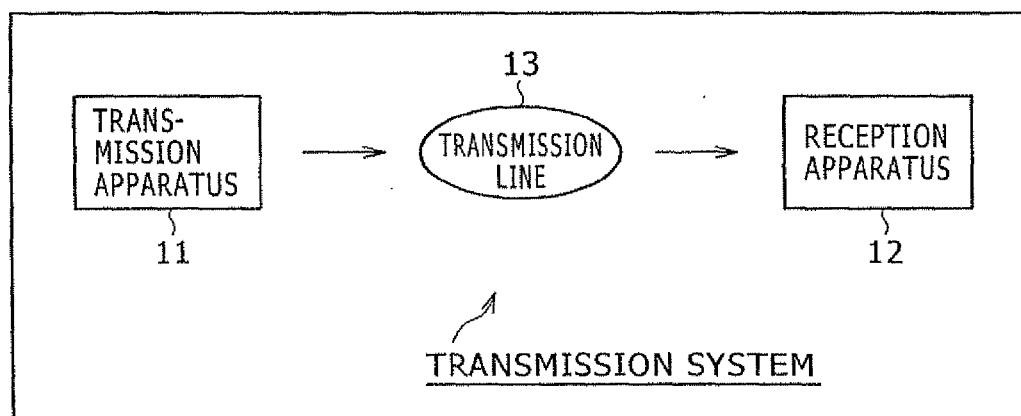 13
TRANS-
MISSION
APPARATUS
TRANSMISSION
LINE
RECEPTION
APPARATUS
11
12
TRANSMISSION SYSTEM